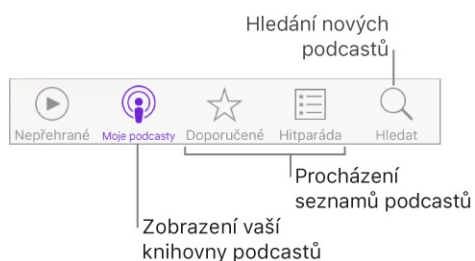 Hledání nových
podcastů
Nepřehrané Moje podcasty Doporučené Hitparáda Hledat
Procházení
seznamů podcastů
Zobrazení vaší
knihovny podcastů